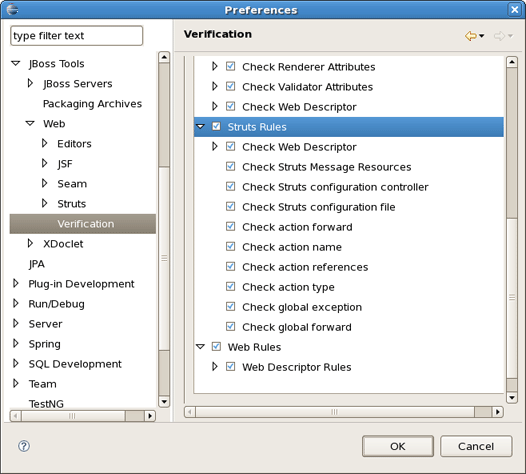 Preferences
type filter text
JBoss Tools
JBoss Servers
Packaging Archives
Web
Editors
JSF
Seam
Struts
Verification
XDoclet
JPA
Plug-in Development
Run/Debug
Server
Spring
SQL Development
Team
TestNG
Verification
Check Renderer Attributes
Check Validator Attributes
Check Web Descriptor
Struts Rules
Check Web Descriptor
Check Struts Message Resources
Check Struts configuration controller
Check Struts configuration file
Check action forward
Check action name
Check action references
Check action type
Check global exception
Check global forward
Web Rules
Web Descriptor Rules
?
OK
Cancel